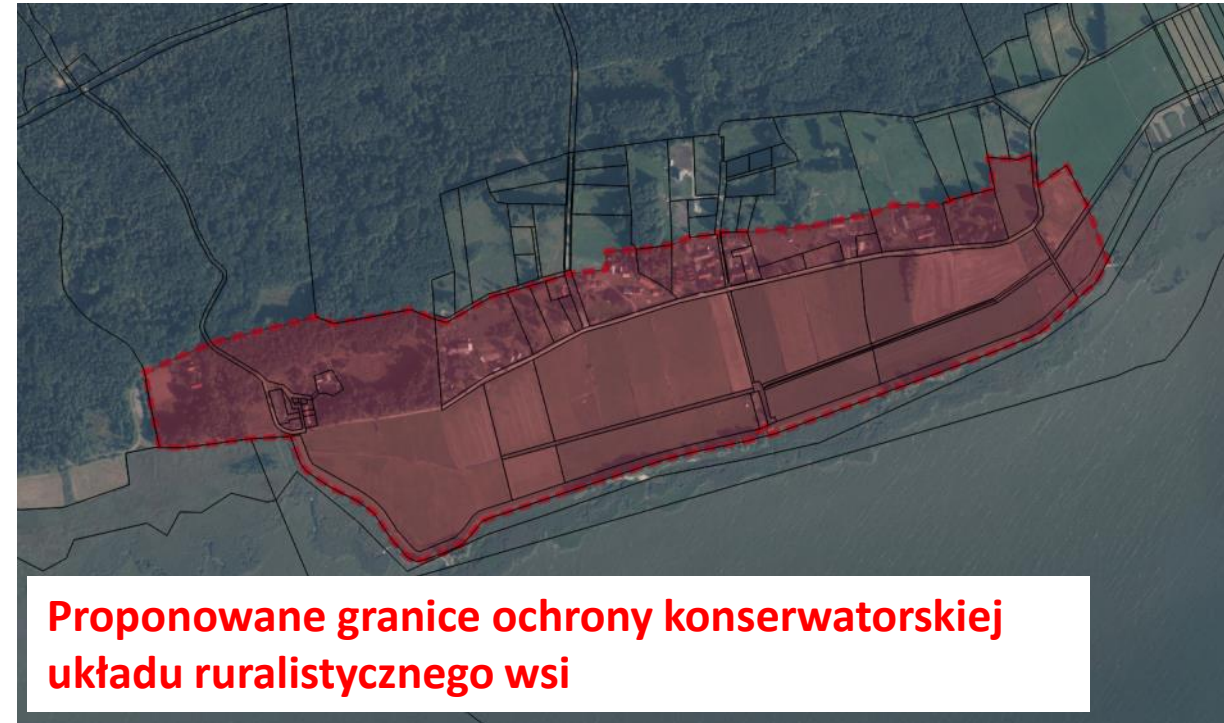 Proponowane granice ochrony konserwatorskiej
układu ruralistycznego wsi